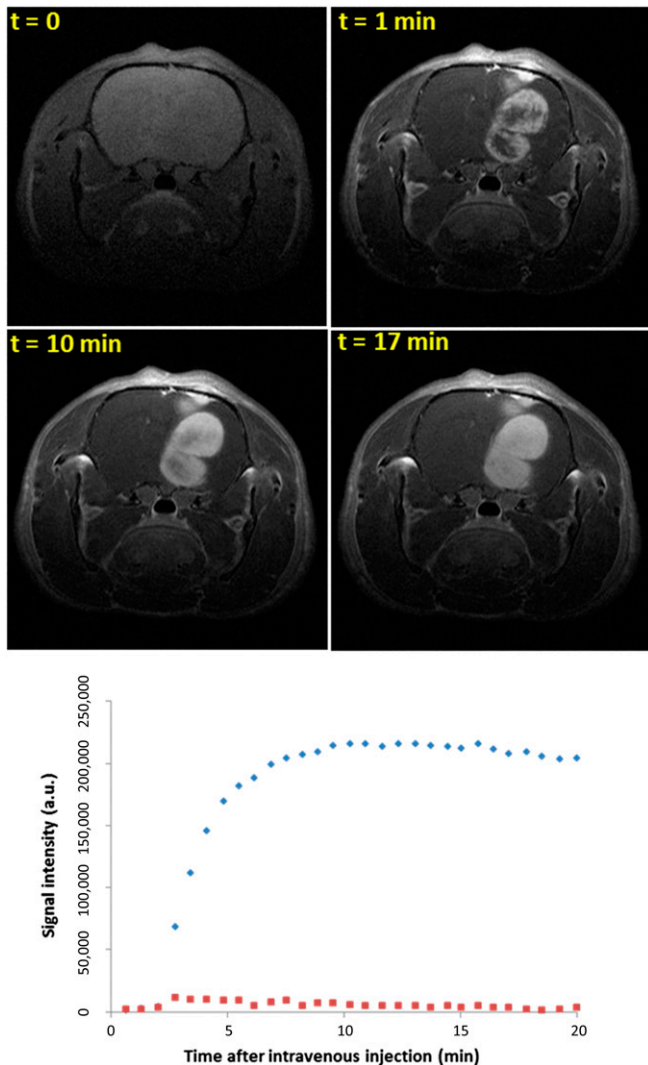 t = 0
t = 1 min
t = 10 min
t = 17 min
250,000
200,000
150,000
100,000
50,000
0
Signal intensity (a.u.)
0 5 10 15 20
Time after intravenous injection (min)